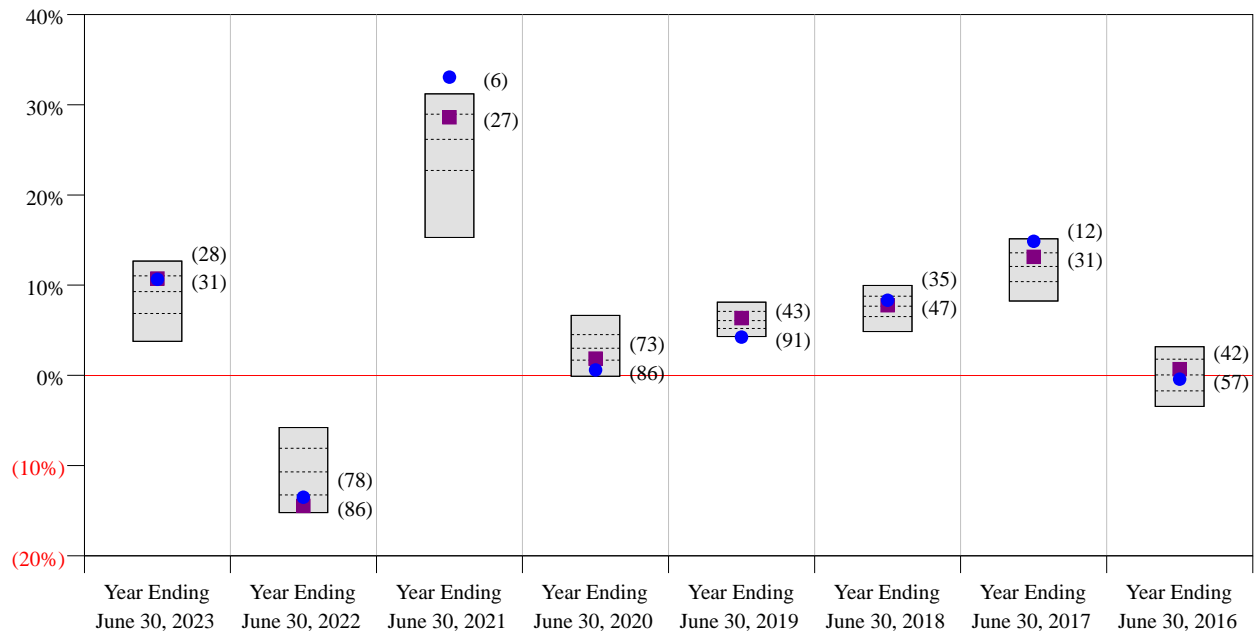 40%
30%
20%
10%
0%
(10%)
(20%)
(28)
(31)
(78)
(86)
(6)
(27)
(73)
(86)
(43)
(91)
(35)
(47)
(12)
(31)
(42)
(57)
Year Ending
June 30, 2023
Year Ending
June 30, 2022
Year Ending
June 30, 2021
Year Ending
June 30, 2020
Year Ending
June 30, 2019
Year Ending
June 30, 2018
Year Ending
June 30, 2017
Year Ending
June 30, 2016